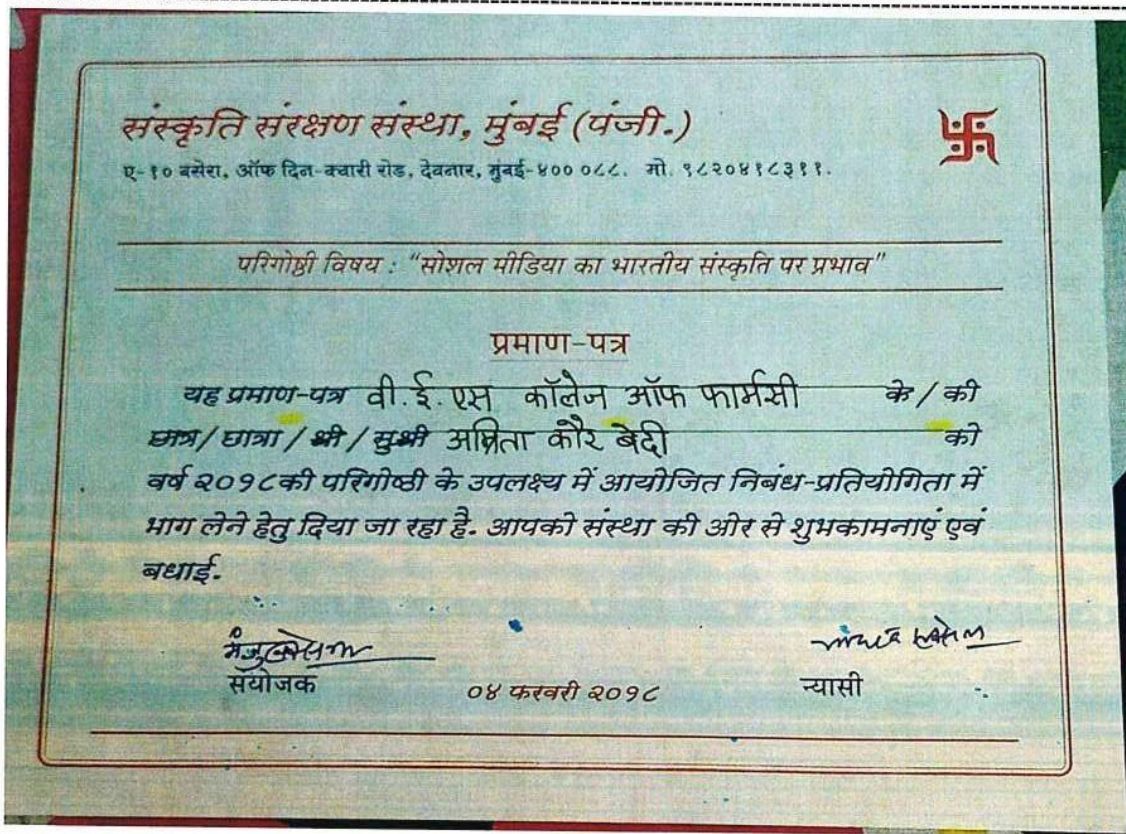 संस्कृति संरक्षण संस्था, मुंबई (पंजी.)
ए-१० बसेरा, ऑफ दिन-क्वारी रोड, देवनार, मुंबई-४०० ०८८. मो. ९८२०४१८३११.
परिगोष्ठी विषय : "सोशल मीडिया का भारतीय संस्कृति पर प्रभाव"
प्रमाण-पत्र
यह प्रमाण-पत्र वी.ई.एस कॉलेज ऑफ फार्मसी के / की
छात्र / छात्रा / श्री / सुश्री कौर बेदी को
वर्ष २०१८ की परिगोष्ठी के उपलक्ष्य में आयोजित निबंध-प्रतियोगिता में
भाग लेने हेतु दिया जा रहा है. आपको संस्था की ओर से शुभकामनाएं एवं
बधाई.
संयोजक
०४ फरवरी २०१८
न्यासी